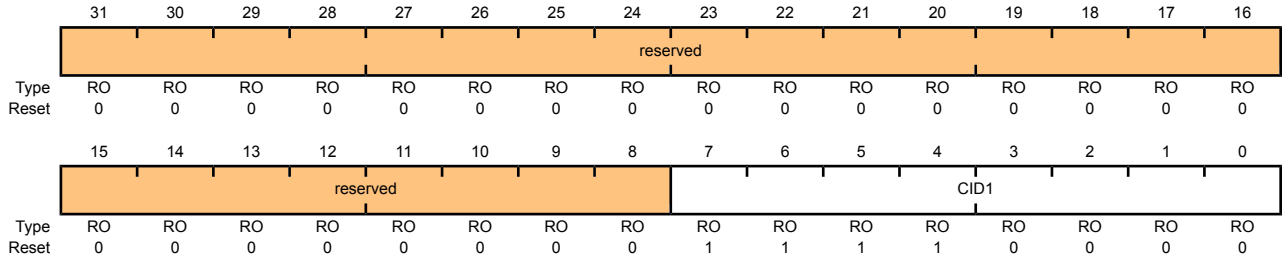 31 30 29 28 27 26 25 24 23 22 21 20 19 18 17 16
reserved
Type RO RO RO RO RO RO RO RO RO RO RO RO RO RO RO RO
Reset 0 0 0 0 0 0 0 0 0 0 0 0 0 0 0 0
15 14 13 12 11 10 9 8 7 6 5 4 3 2 1 0
reserved CID1
Type RO RO RO RO RO RO RO RO RO RO RO RO RO RO RO RO
Reset 0 0 0 0 0 0 0 0 1 1 1 1 0 0 0 0